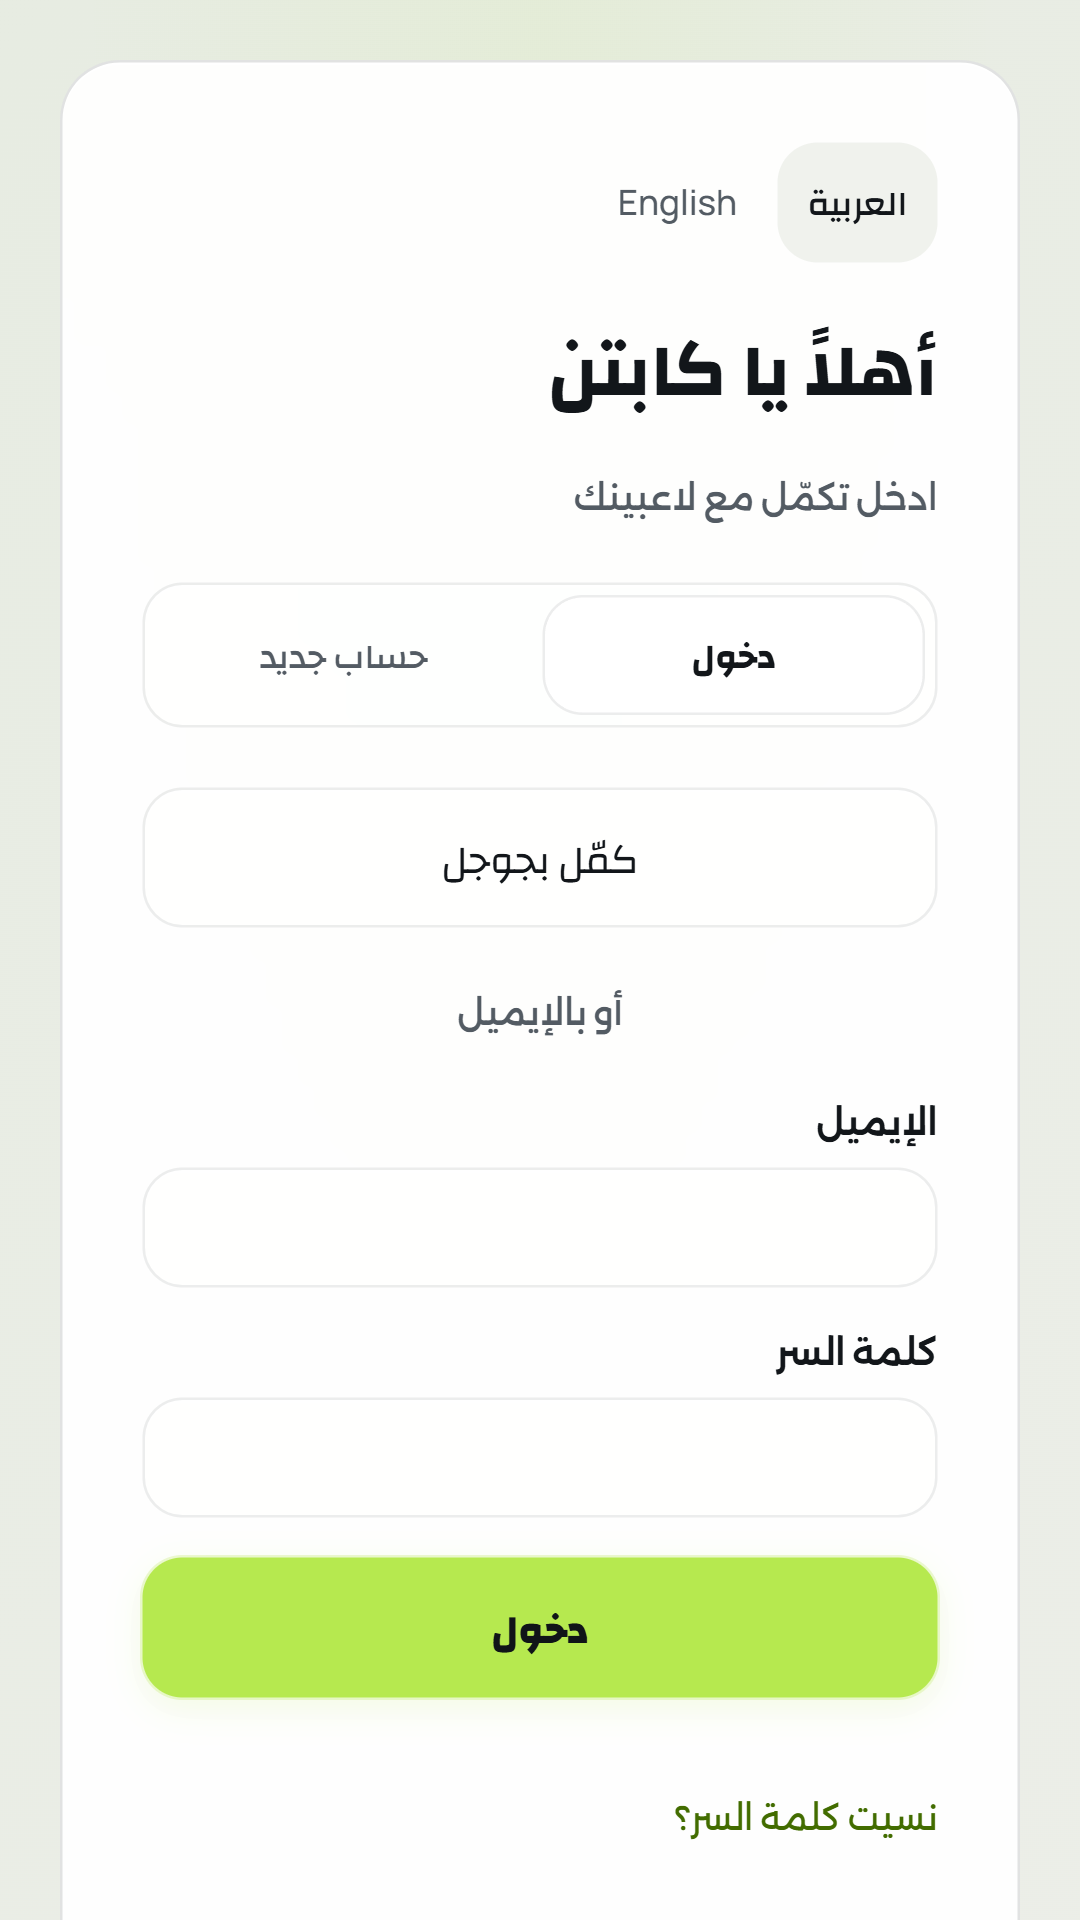 العربية English
أهلاً يا كابتن
ادخل تكمّل مع لاعبينك
دخول حساب جديد
كمّل بجوجل
أو بالإيميل
الإيميل
كلمة السر
دخول
نسيت كلمة السر؟